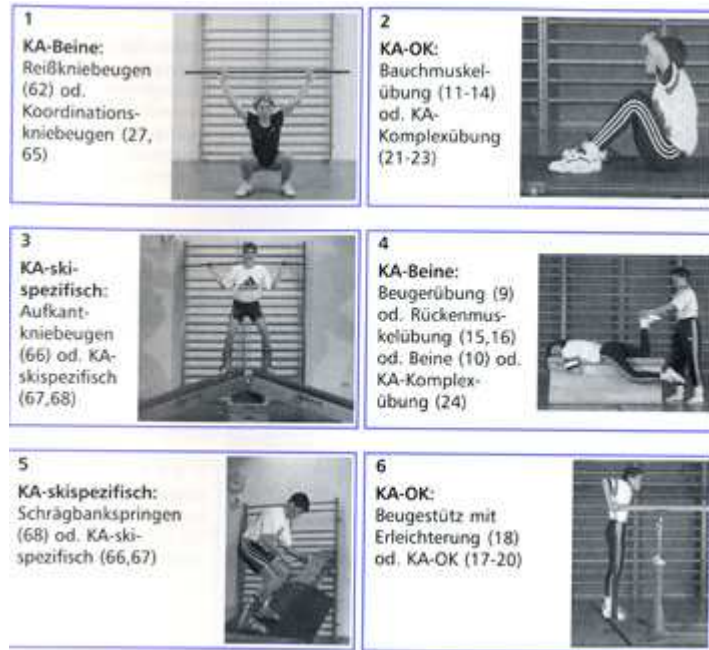 1
KA-Beine:
Reißkniebeugen
(62) od.
Koordinations-
kniebeugen (27,
65)
2
KA-OK:
Bauchmuskel-
übung (11-14)
od. KA-
Komplexübung
(21-23)
3
KA-ski-
spezifisch:
Aufkant-
kniebeugen
(66) od. KA-
skispezifisch
(67,68)
4
KA-Beine:
Beugerübung (9)
od. Rückenmus-
kelübung (15,16)
od. Beine (10) od.
KA-Komplex-
übung (24)
5
KA-skispezifisch:
Schrägbankspringen
(68) od. KA-ski-
spezifisch (66,67)
6
KA-OK:
Beugestütz mit
Erleichterung (18)
od. KA-OK (17-20)